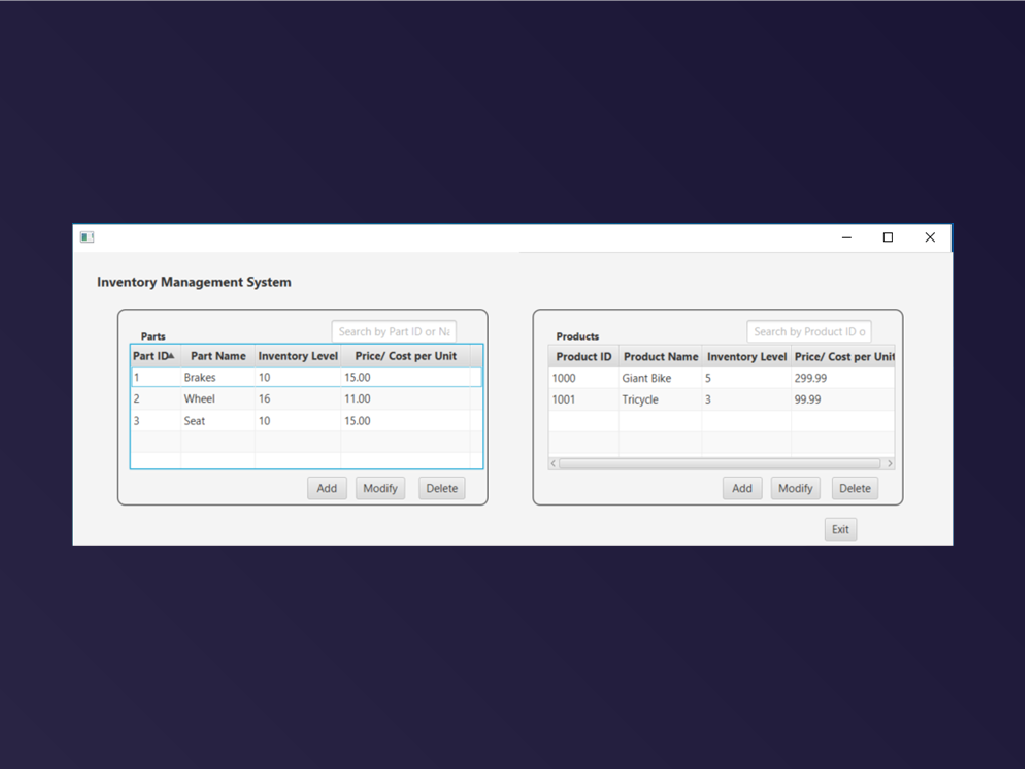 Inventory Management System
Parts
Search by Part ID or Na
Part ID Part Name Inventory Level Price/ Cost per Unit
1 Brakes 10 15.00
2 Wheel 16 11.00
3 Seat 10 15.00
Add Modify Delete
Products
Search by Product ID o
Product ID Product Name Inventory Level Price/ Cost per Unit
1000 Giant Bike 5 299.99
1001 Tricycle 3 99.99
Add Modify Delete
Exit